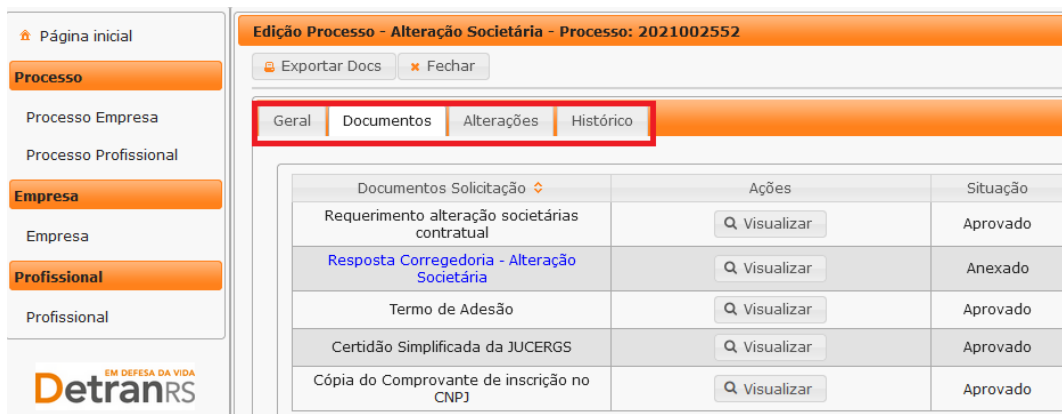 Página inicial
Processo
Processo Empresa
Processo Profissional
Empresa
Empresa
Profissional
Profissional
EM DEFESA DA VIDA
DetranRS
Edição Processo - Alteração Societária - Processo: 2021002552
Exportar Docs Fechar
Geral Documentos Alterações Histórico
Documentos Solicitação Ações Situação
Requerimento alteração societárias
contratual Visualizar Aprovado
Resposta Corregedoria - Alteração
Societária Visualizar Anexado
Termo de Adesão Visualizar Aprovado
Certidão Simplificada da JUCERGS Visualizar Aprovado
Cópia do Comprovante de inscrição no
CNPJ Visualizar Aprovado